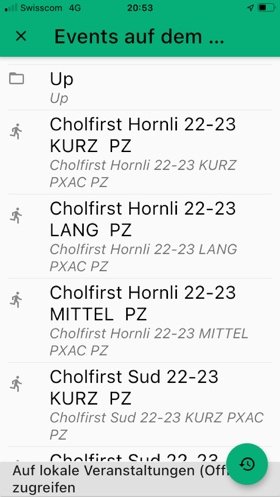 Swisscom 4G 20:53
Events auf dem ...
Up
Up
Cholfirst Hornli 22-23
KURZ PZ
Cholfirst Hornli 22-23 KURZ
PXAC PZ
Cholfirst Hornli 22-23
LANG PZ
Cholfirst Hornli 22-23 LANG
PXAC PZ
Cholfirst Hornli 22-23
MITTEL PZ
Cholfirst Hornli 22-23 MITTEL
PXAC PZ
Cholfirst Sud 22-23
KURZ PZ
Cholfirst Sud 22-23 KURZ PXAC
PZ
Cholfirst Sud 22-23
Auf lokale Veranstaltungen (Off
zugreifen